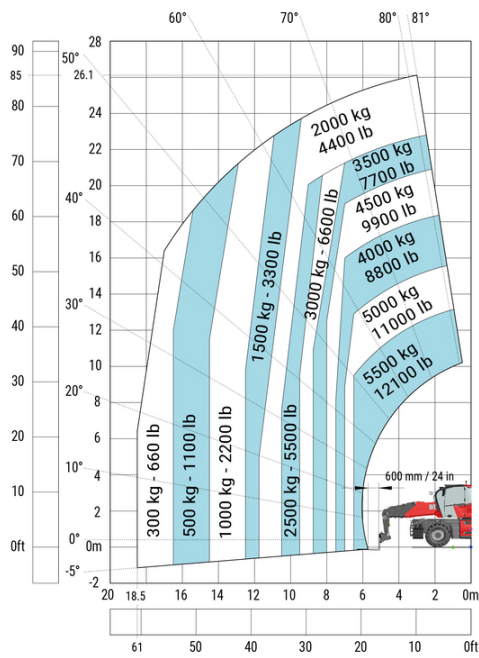 60°
70°
80°
81°
90
28
50°
85
26.1
80
24
2000 kg
4400 lb
70
22
3500 kg
7700 lb
20
4500 kg
9900 lb
40°
60
18
4000 kg
8800 lb
16
50
14
5000 kg
11000 lb
30°
40
12
1500 kg - 3300 lb
3000 kg - 6600 lb
10
5500 kg
12100 lb
30
20°
8
20
6
300 kg - 660 lb
500 kg - 1100 lb
1000 kg - 2200 lb
2500 kg - 5500 lb
10°
4
600 mm / 24 in
10
2
0°
0ft
0m
-5°
-2
20
18.5
16
14
12
10
8
6
4
2
0m
61
50
40
30
20
10
0ft